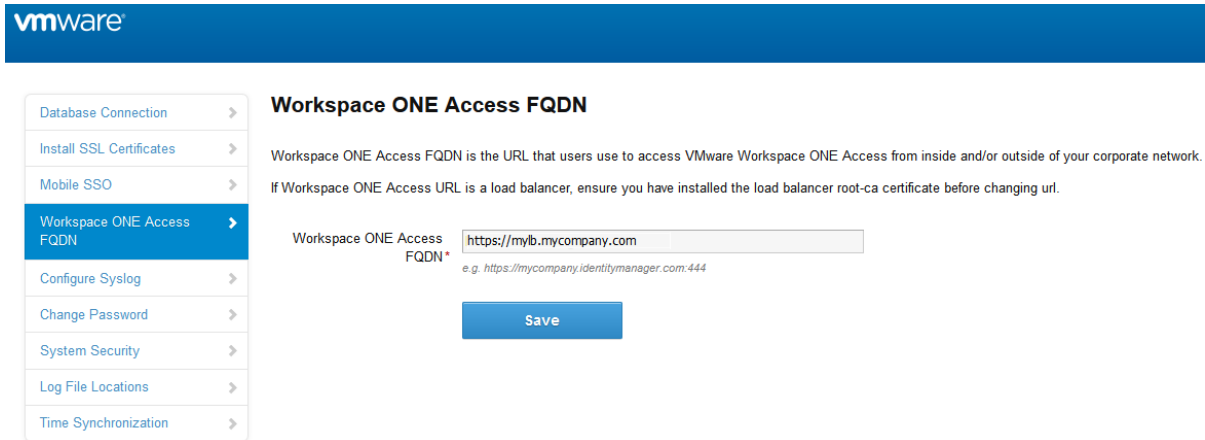 vmware®
Database Connection
Install SSL Certificates
Mobile SSO
Workspace ONE Access
FQDN
Configure Syslog
Change Password
System Security
Log File Locations
Time Synchronization
Workspace ONE Access FQDN
Workspace ONE Access FQDN is the URL that users use to access VMware Workspace ONE Access from inside and/or outside of your corporate network.
If Workspace ONE Access URL is a load balancer, ensure you have installed the load balancer root-ca certificate before changing url.
Workspace ONE Access
FQDN*
https://mylb.mycompany.com
e.g. https://mycompany.identitymanager.com:444
Save